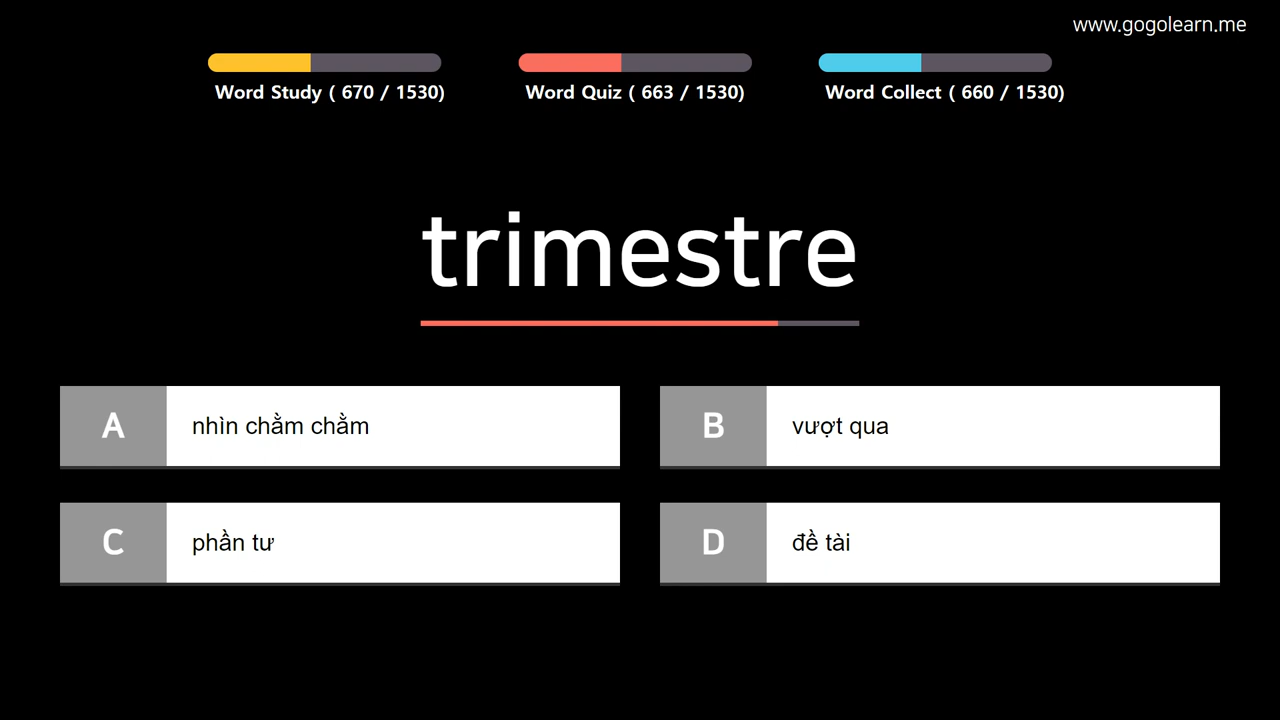 www.gogolearn.me
Word Study ( 670 / 1530)
Word Quiz ( 663 / 1530)
Word Collect ( 660 / 1530)
trimestre
A nhìn chằm chằm
B vượt qua
C phần tư
D đề tài